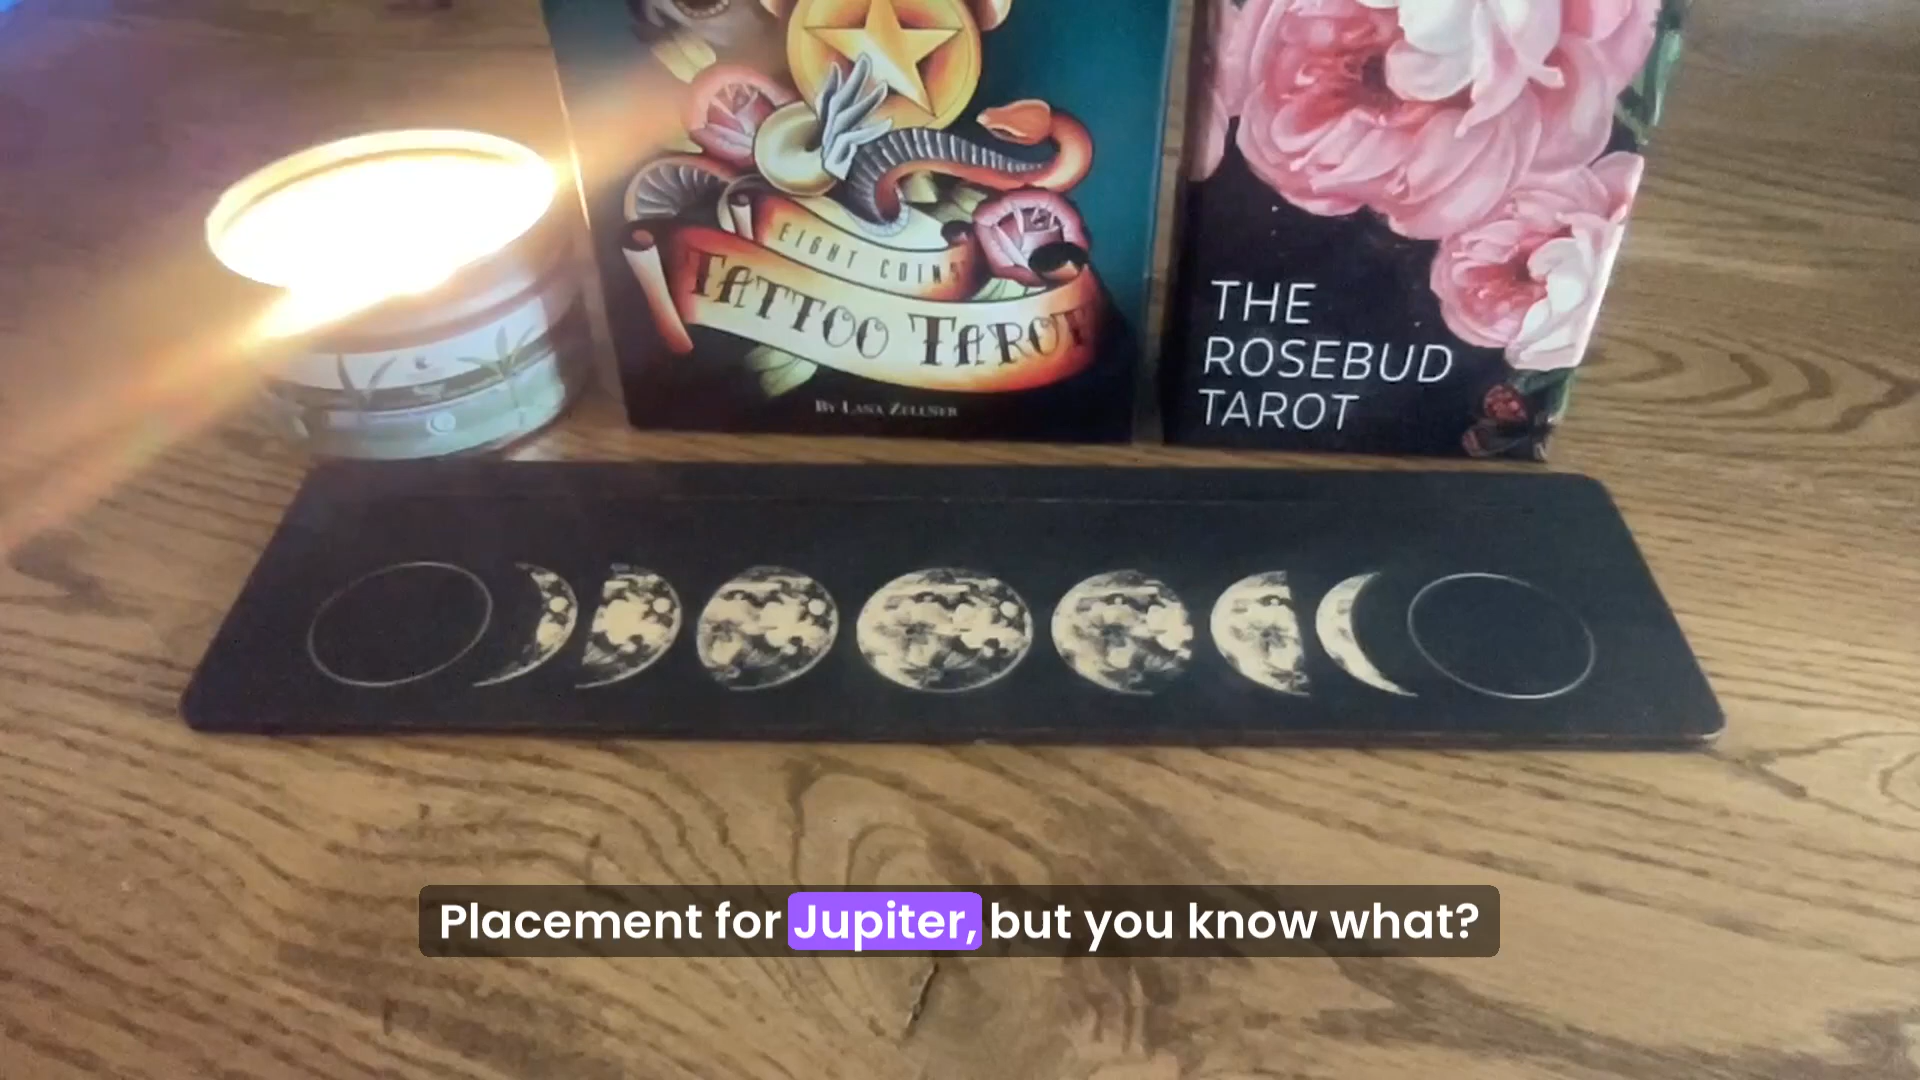 EIGHT COINS'
TATTOO TAROT
BY LANA ZELLNER
THE
ROSEBUD
TAROT
Placement for Jupiter, but you know what?